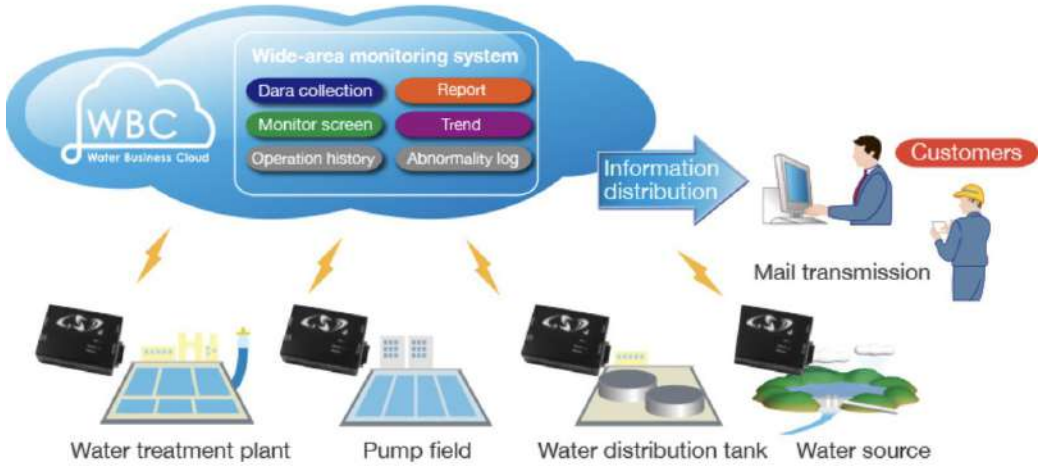 Wide-area monitoring system
WBC
Water Business Cloud
Dara collection
Report
Monitor screen
Trend
Operation history
Abnormality log
Information
distribution
Customers
Mail transmission
Water treatment plant
Pump field
Water distribution tank
Water source